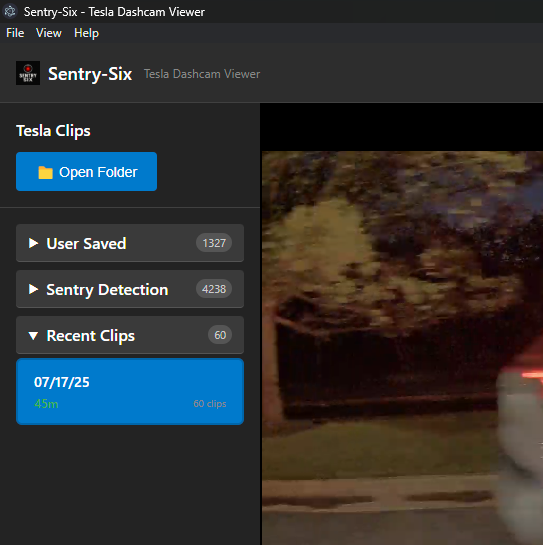 Sentry-Six - Tesla Dashcam Viewer
File View Help
SENTRY
SIX
Sentry-Six Tesla Dashcam Viewer
Tesla Clips
Open Folder
User Saved 1327
Sentry Detection 4238
Recent Clips 60
07/17/25
45m 60 clips